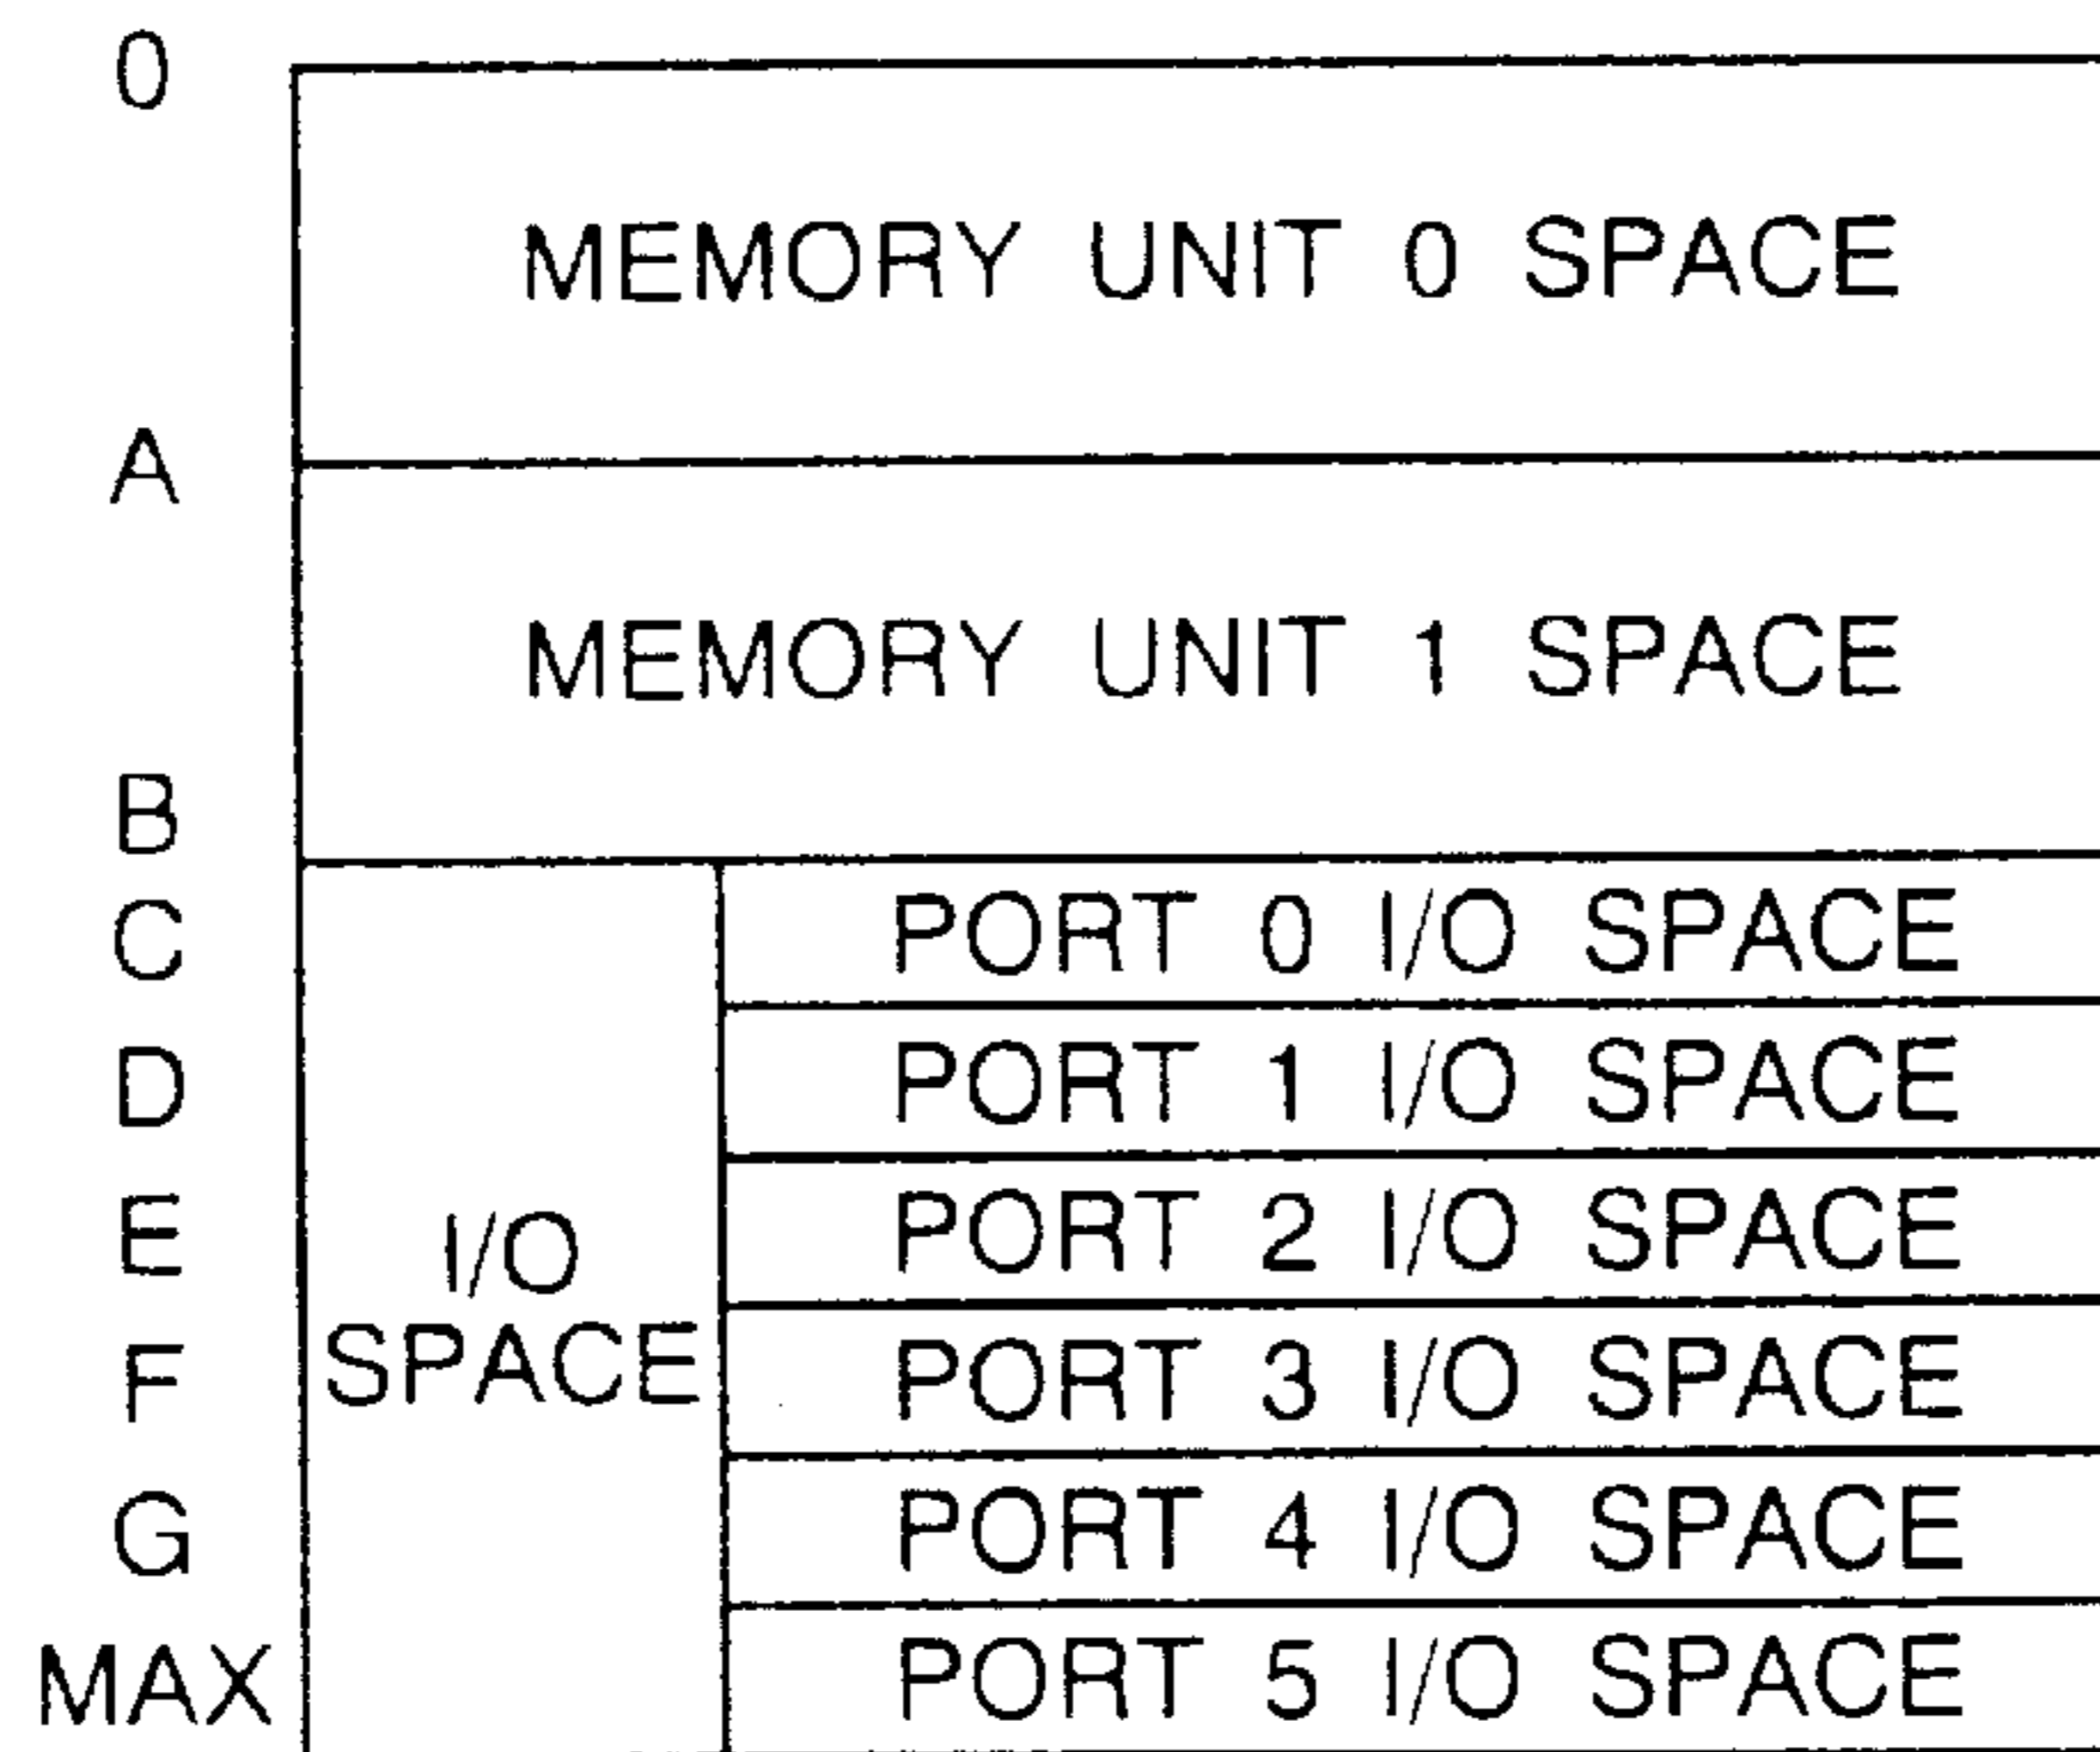 0
MEMORY UNIT 0 SPACE
A
MEMORY UNIT 1 SPACE
B
C PORT 0 I/O SPACE
D PORT 1 I/O SPACE
E PORT 2 I/O SPACE
I/O
SPACE
F PORT 3 I/O SPACE
G PORT 4 I/O SPACE
MAX PORT 5 I/O SPACE